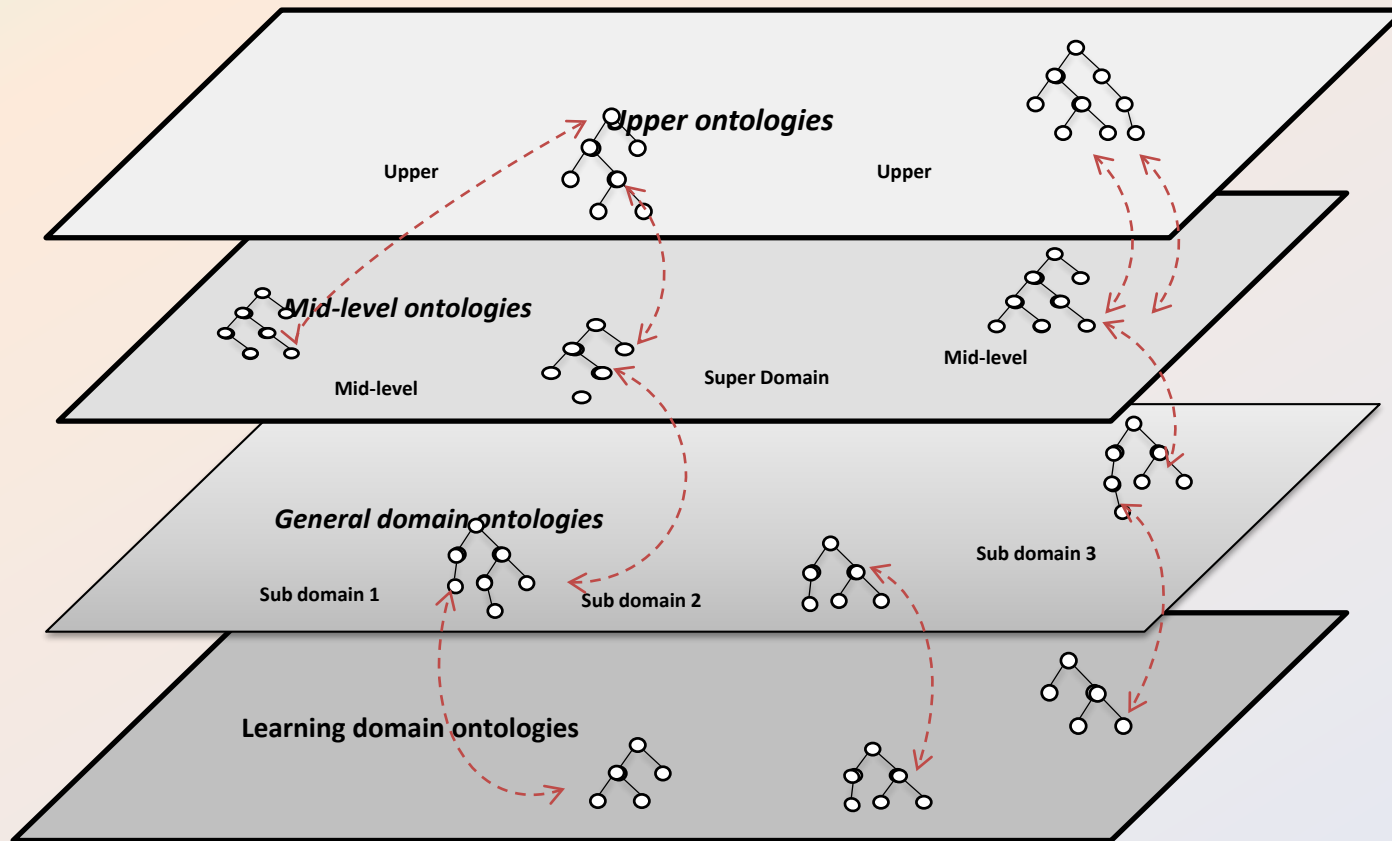 Upper ontologies
Upper
Upper
Mid-level ontologies
Mid-level
Super Domain
Mid-level
General domain ontologies
Sub domain 1
Sub domain 2
Sub domain 3
Learning domain ontologies